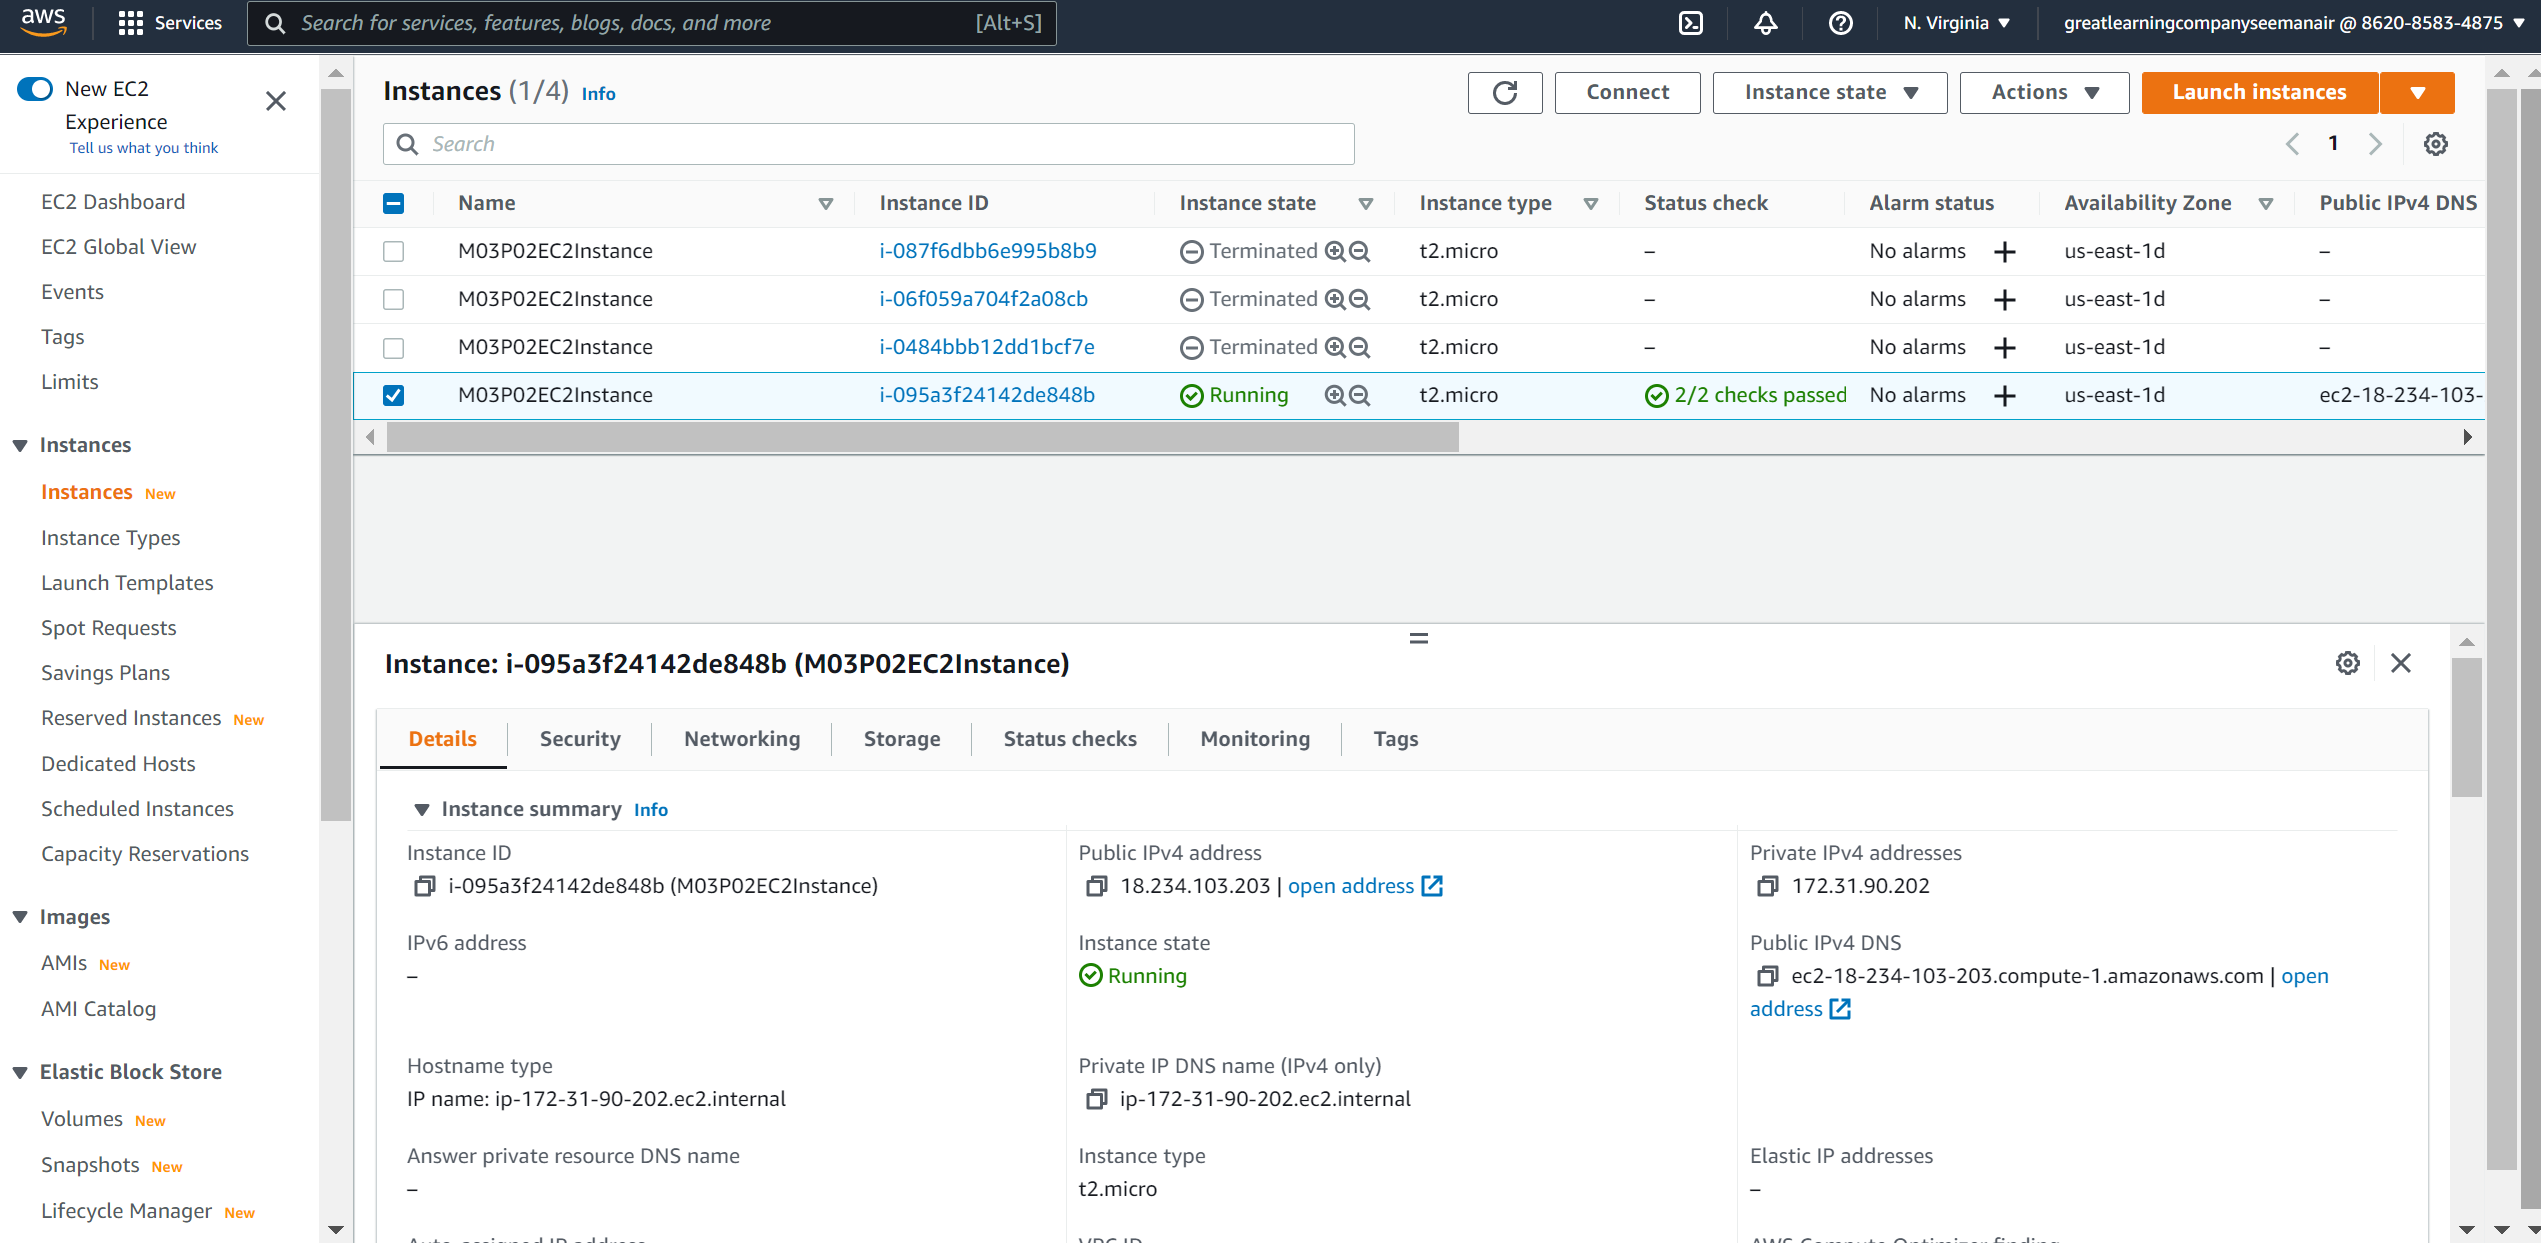 aws
Services
Search for services, features, blogs, docs, and more [Alt+S]
N. Virginia
greatlearningcompanyseemanair @ 8620-8583-4875
New EC2
Experience
Tell us what you think
EC2 Dashboard
EC2 Global View
Events
Tags
Limits
Instances
Instances New
Instance Types
Launch Templates
Spot Requests
Savings Plans
Reserved Instances New
Dedicated Hosts
Scheduled Instances
Capacity Reservations
Images
AMIs New
AMI Catalog
Elastic Block Store
Volumes New
Snapshots New
Lifecycle Manager New
Instances (1/4) Info
Connect
Instance state
Actions
Launch instances
Search
1
Name Instance ID Instance state Instance type Status check Alarm status Availability Zone Public IPv4 DNS
M03P02EC2Instance i-087f6dbb6e995b8b9 Terminated t2.micro – No alarms + us-east-1d –
M03P02EC2Instance i-06f059a704f2a08cb Terminated t2.micro – No alarms + us-east-1d –
M03P02EC2Instance i-0484bbb12dd1bcf7e Terminated t2.micro – No alarms + us-east-1d –
M03P02EC2Instance i-095a3f24142de848b Running t2.micro 2/2 checks passed No alarms + us-east-1d ec2-18-234-103-
Instance: i-095a3f24142de848b (M03P02EC2Instance)
Details Security Networking Storage Status checks Monitoring Tags
Instance summary Info
Instance ID
i-095a3f24142de848b (M03P02EC2Instance)
Public IPv4 address
18.234.103.203 | open address
Private IPv4 addresses
172.31.90.202
IPv6 address
–
Instance state
Running
Public IPv4 DNS
ec2-18-234-103-203.compute-1.amazonaws.com | open
address
Hostname type
IP name: ip-172-31-90-202.ec2.internal
Private IP DNS name (IPv4 only)
ip-172-31-90-202.ec2.internal
Answer private resource DNS name
–
Instance type
t2.micro
Elastic IP addresses
–